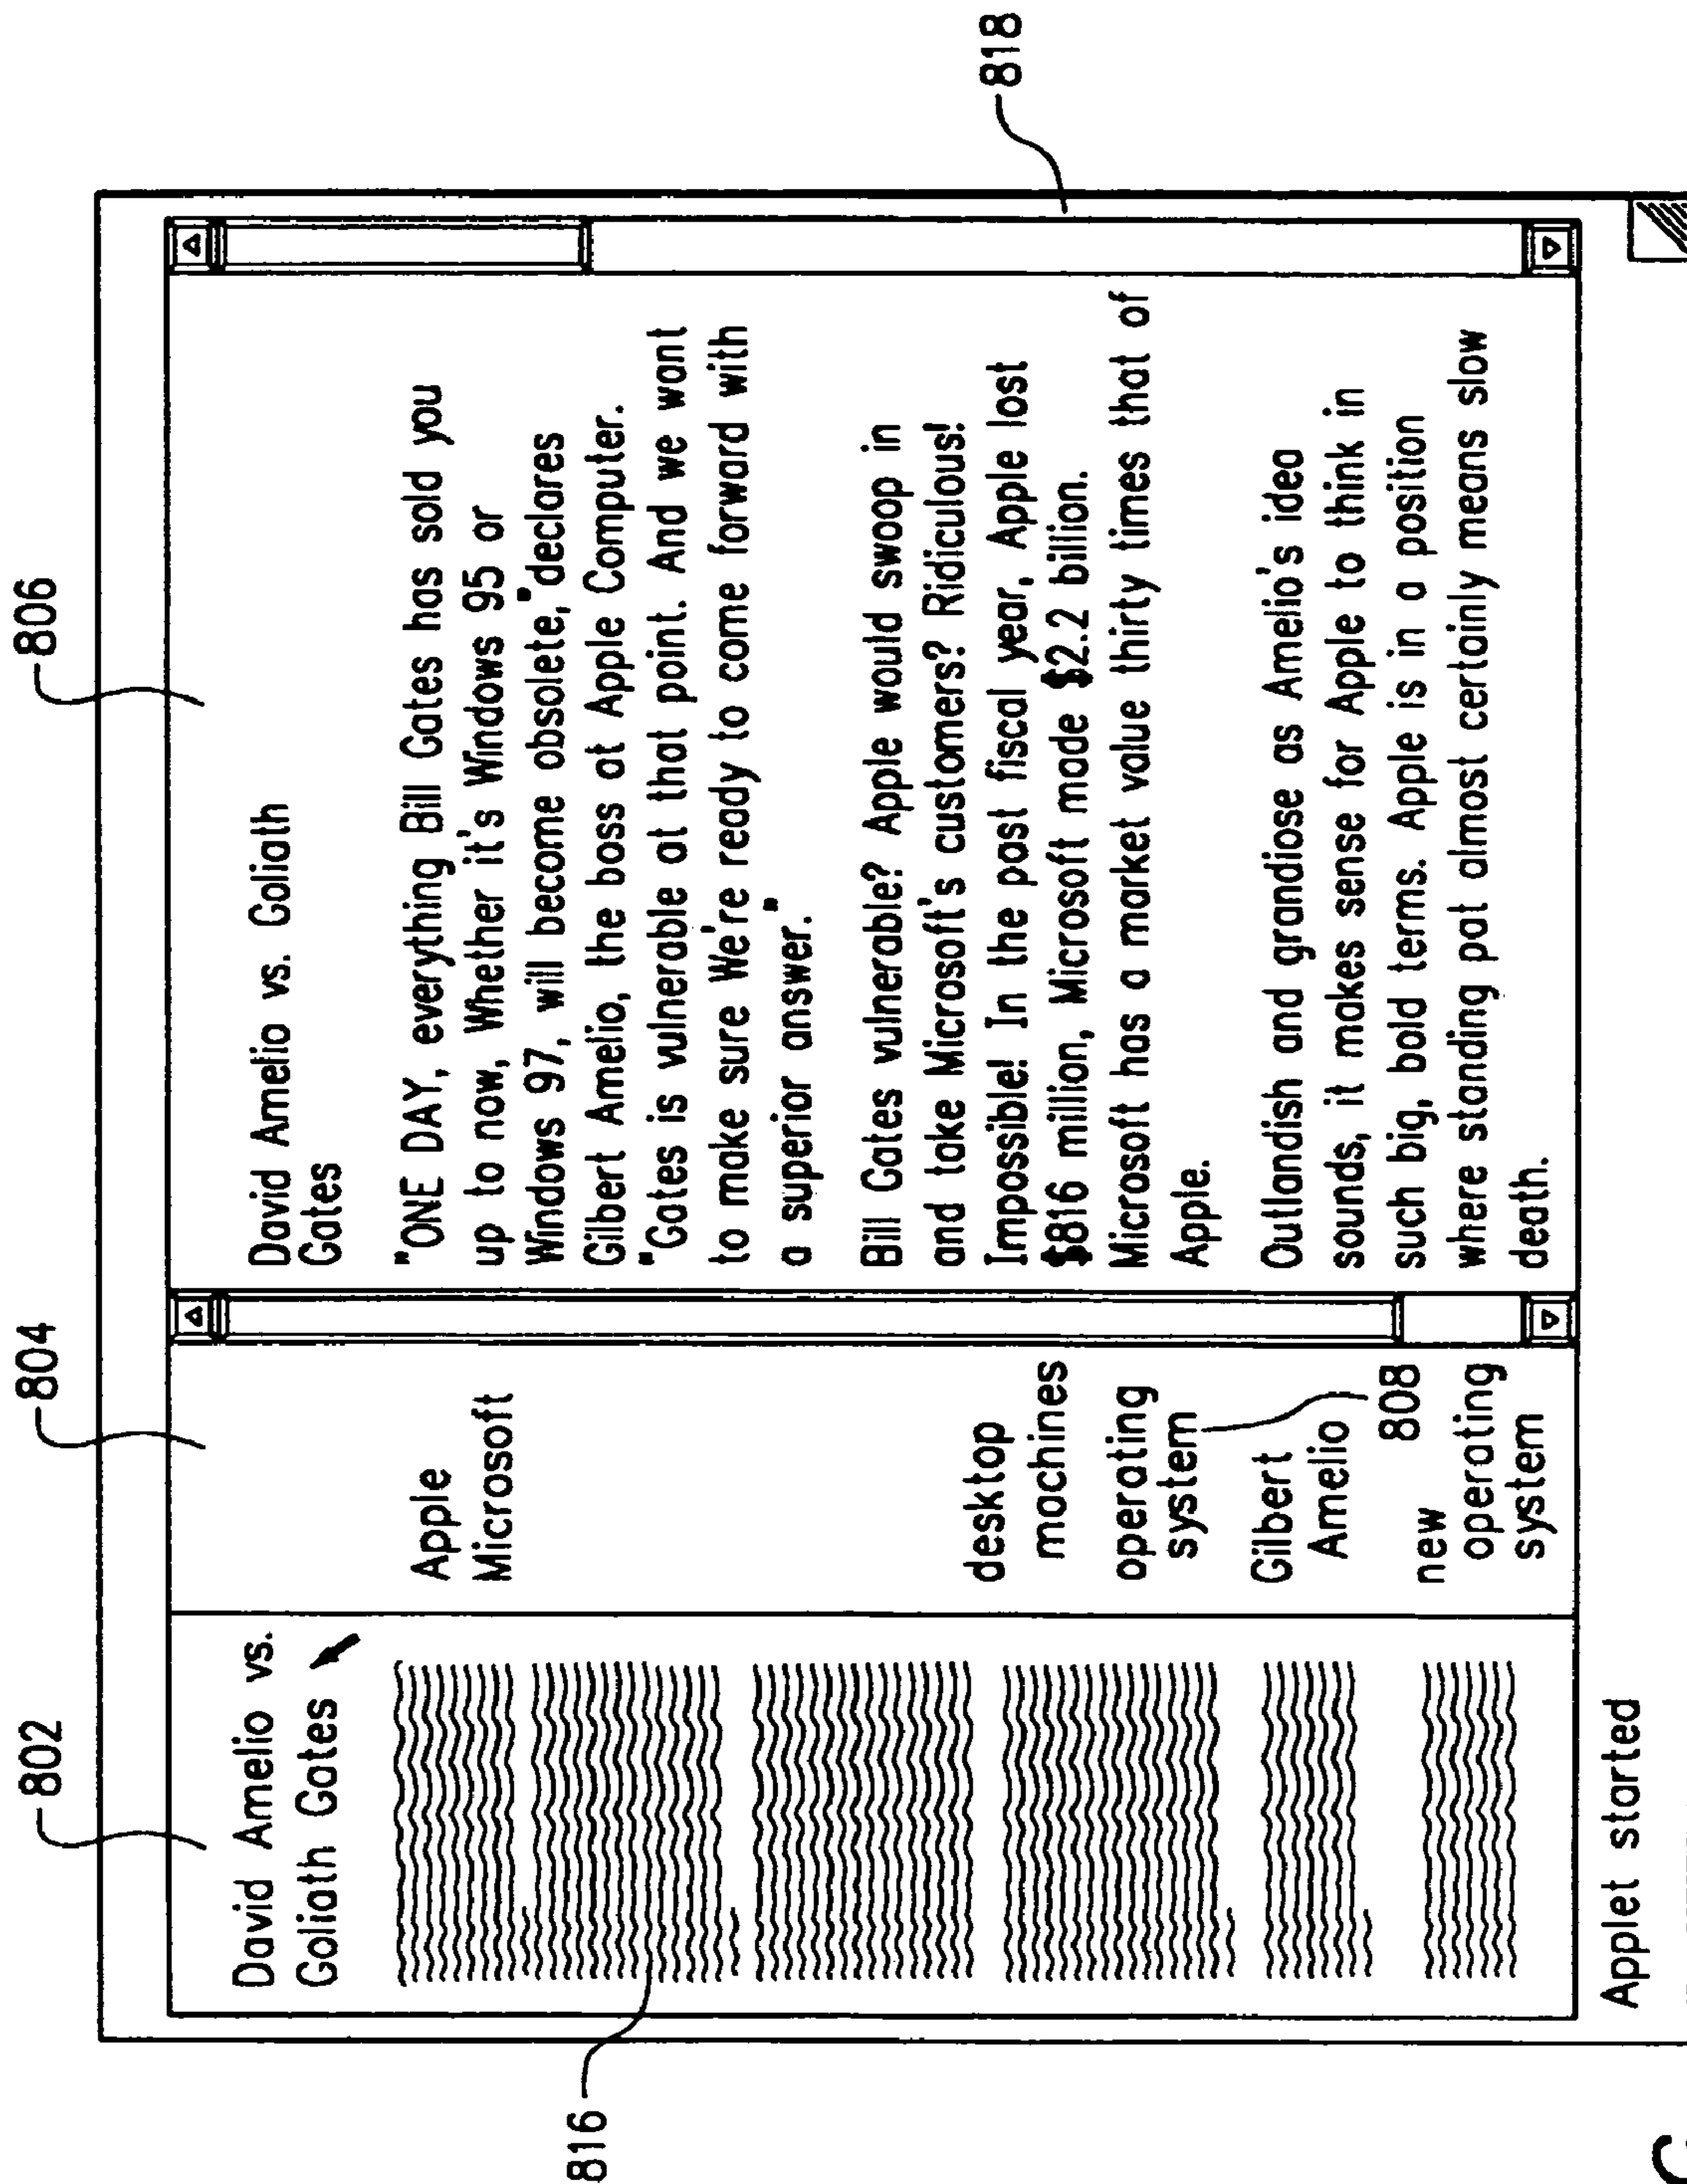 802
804
806
David Amelio vs.
Goliath Gates
816
Apple
Microsoft
desktop
machines
operating
system
808
Gilbert
Amelio
new
operating
system
David Amelio vs. Goliath
Gates
"ONE DAY, everything Bill Gates has sold you
up to now, Whether it's Windows 95 or
Windows 97, will become obsolete,"declares
Gilbert Amelio, the boss at Apple Computer.
"Gates is vulnerable at that point. And we want
to make sure We're ready to come forward with
a superior answer."
Bill Gates vulnerable? Apple would swoop in
and take Microsoft's customers? Ridiculous!
Impossible! In the past fiscal year, Apple lost
$816 million, Microsoft made $2.2 billion.
Microsoft has a market value thirty times that of
Apple.
Outlandish and grandiose as Amelio's idea
sounds, it makes sense for Apple to think in
such big, bold terms. Apple is in a position
where standing pat almost certainly means slow
death.
818
Applet started